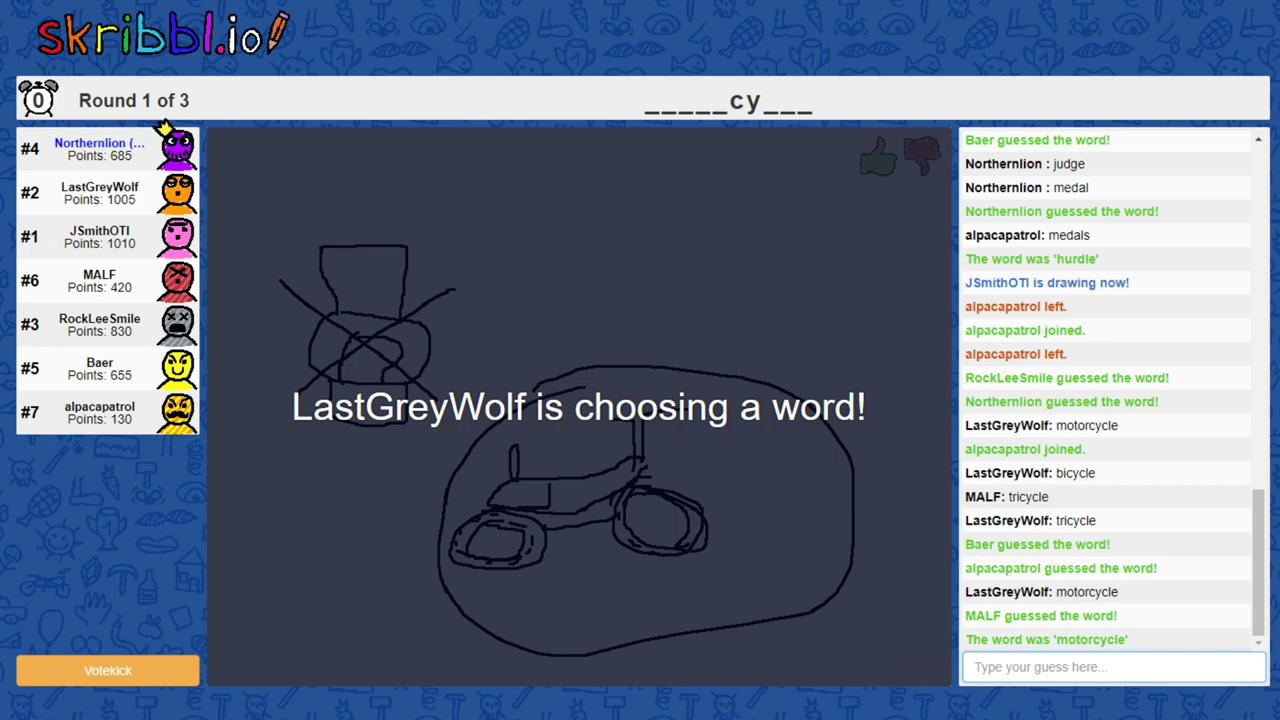 skribbl.io
0
Round 1 of 3
_____cy___
#4
Northernlion (...
Points: 685
#2
LastGreyWolf
Points: 1005
#1
JSmithOTI
Points: 1010
#6
MALF
Points: 420
#3
RockLeeSmile
Points: 830
#5
Baer
Points: 655
#7
alpacapatrol
Points: 130
Votekick
LastGreyWolf is choosing a word!
Baer guessed the word!
Northernlion : judge
Northernlion : medal
Northernlion guessed the word!
alpacapatrol: medals
The word was 'hurdle'
JSmithOTI is drawing now!
alpacapatrol left.
alpacapatrol joined.
alpacapatrol left.
RockLeeSmile guessed the word!
Northernlion guessed the word!
LastGreyWolf: motorcycle
alpacapatrol joined.
LastGreyWolf: bicycle
MALF: tricycle
LastGreyWolf: tricycle
Baer guessed the word!
alpacapatrol guessed the word!
LastGreyWolf: motorcycle
MALF guessed the word!
The word was 'motorcycle'
Type your guess here...